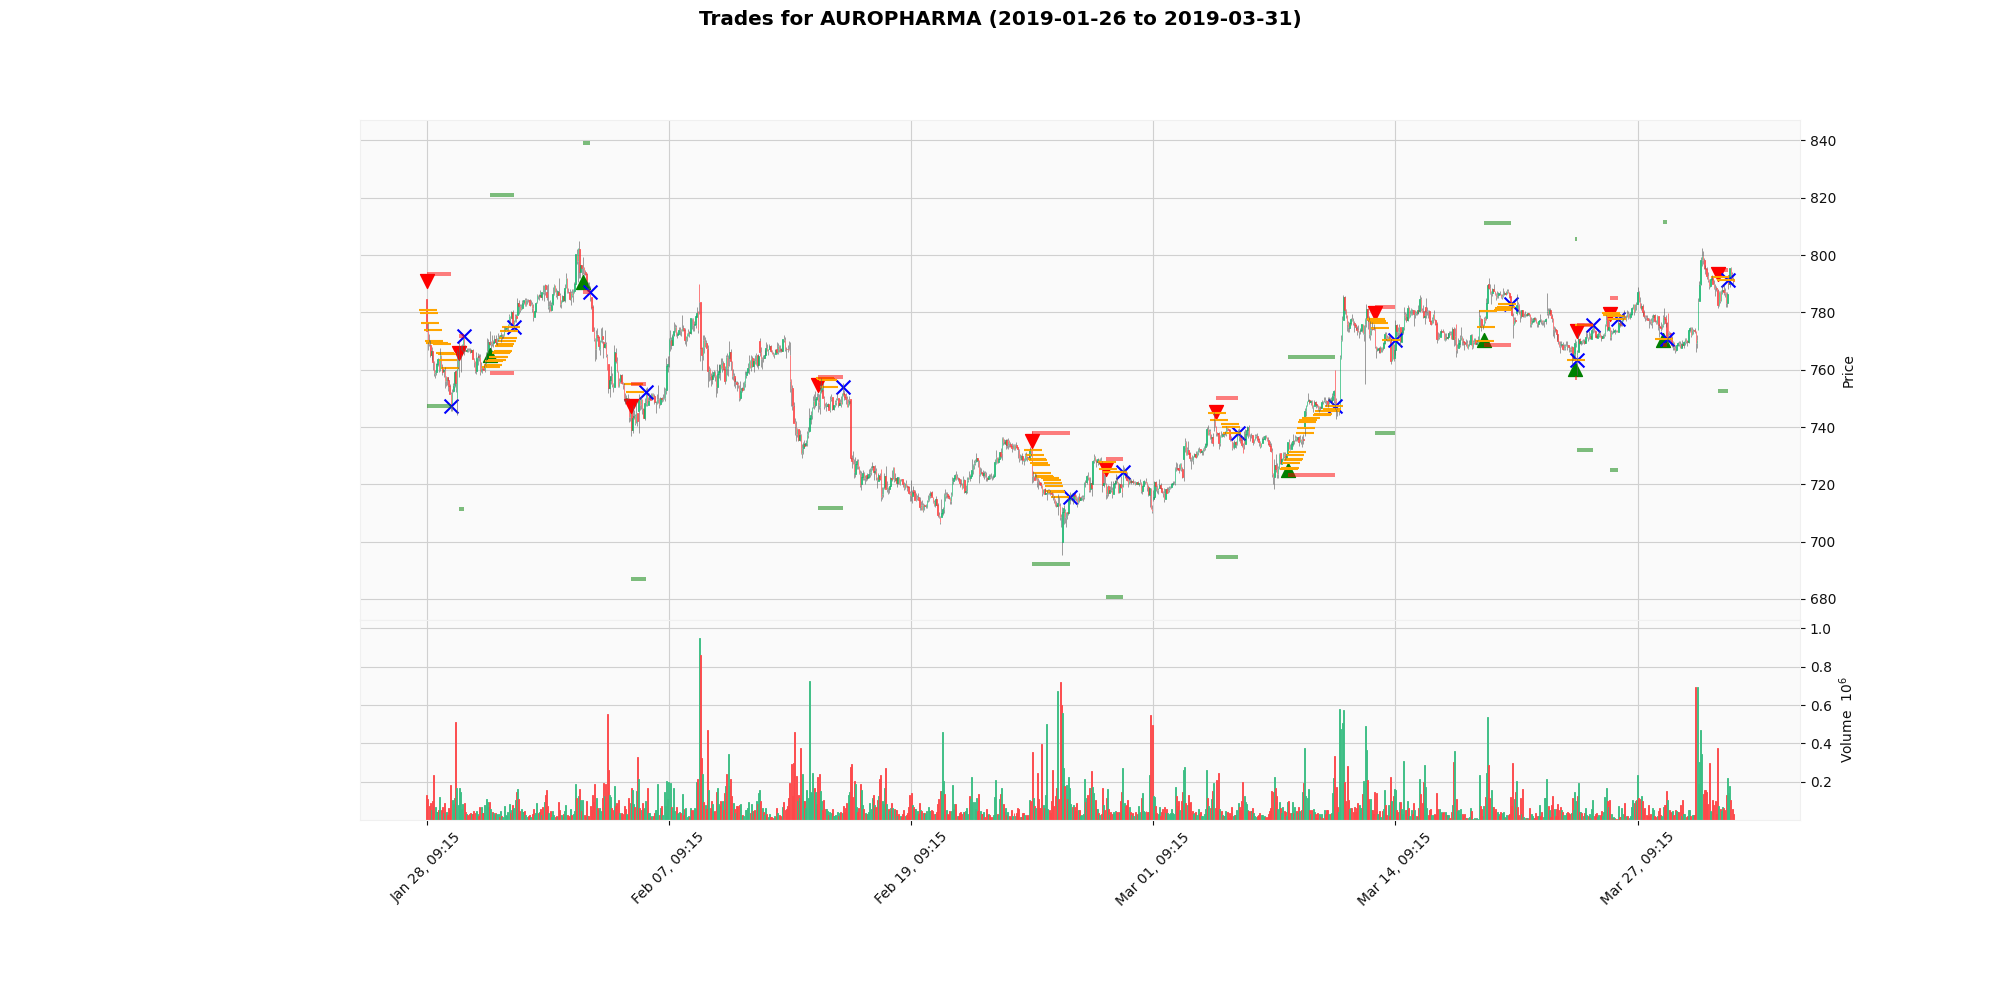 Trades for AUROPHARMA (2019-01-26 to 2019-03-31)
840
820
800
780
760
740
720
700
680
Price
1.0
0.8
0.6
0.4
0.2
Volume 10⁶
Jan 28, 09:15
Feb 07, 09:15
Feb 19, 09:15
Mar 01, 09:15
Mar 14, 09:15
Mar 27, 09:15